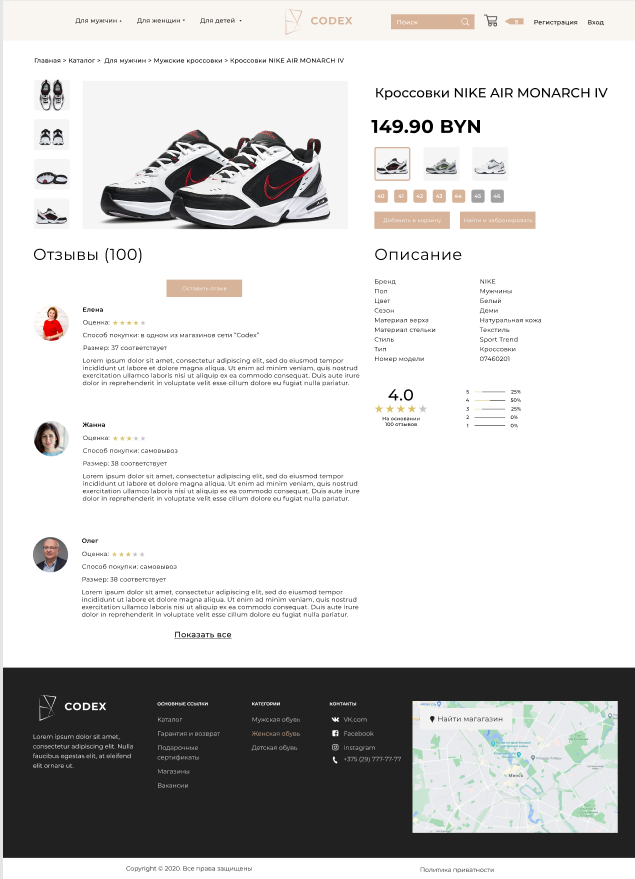 Для мужчин
Для женщин
Для детей
CODEX
Поиск
Регистрация
Вход
Главная > Каталог > Для мужчин > Мужские кроссовки > Кроссовки NIKE AIR MONARCH IV
Кроссовки NIKE AIR MONARCH IV
149.90 BYN
40 41 42 43 44 45 46
Добавить в корзину
Найти и забронировать
Отзывы (100)
Оставить отзыв
Елена
Оценка:
Способ покупки: в одном из магазинов сети "Codex"
Размер: 37 соответствует
Lorem ipsum dolor sit amet, consectetur adipiscing elit, sed do eiusmod tempor
incididunt ut labore et dolore magna aliqua. Ut enim ad minim veniam, quis nostrud
exercitation ullamco laboris nisi ut aliquip ex ea commodo consequat. Duis aute irure
dolor in reprehenderit in voluptate velit esse cillum dolore eu fugiat nulla pariatur.
Жанна
Оценка:
Способ покупки: самовывоз
Размер: 38 соответствует
Lorem ipsum dolor sit amet, consectetur adipiscing elit, sed do eiusmod tempor
incididunt ut labore et dolore magna aliqua. Ut enim ad minim veniam, quis nostrud
exercitation ullamco laboris nisi ut aliquip ex ea commodo consequat. Duis aute irure
dolor in reprehenderit in voluptate velit esse cillum dolore eu fugiat nulla pariatur.
Олег
Оценка:
Способ покупки: самовывоз
Размер: 38 соответствует
Lorem ipsum dolor sit amet, consectetur adipiscing elit, sed do eiusmod tempor
incididunt ut labore et dolore magna aliqua. Ut enim ad minim veniam, quis nostrud
exercitation ullamco laboris nisi ut aliquip ex ea commodo consequat. Duis aute irure
dolor in reprehenderit in voluptate velit esse cillum dolore eu fugiat nulla pariatur.
Показать все
Описание
Бренд NIKE
Пол Мужчины
Цвет Белый
Сезон Деми
Материал верха Натуральная кожа
Материал стельки Текстиль
Стиль Sport Trend
Тип Кроссовки
Номер модели 07460201
4.0
На основании
100 отзывов
5 25%
4 50%
3 25%
2 0%
1 0%
CODEX
Lorem ipsum dolor sit amet,
consectetur adipiscing elit. Nulla
faucibus egestas elit, at eleifend
elit ornare ut.
ОСНОВНЫЕ ССЫЛКИ
Каталог
Гарантия и возврат
Подарочные
сертификаты
Магазины
Вакансии
КАТЕГОРИИ
Мужская обувь
Женская обувь
Детская обувь
КОНТАКТЫ
VK.com
Facebook
Instagram
+375 (29) 777-77-77
Найти магагазин
Минск
Copyright © 2020. Все права защищены
Политика приватности